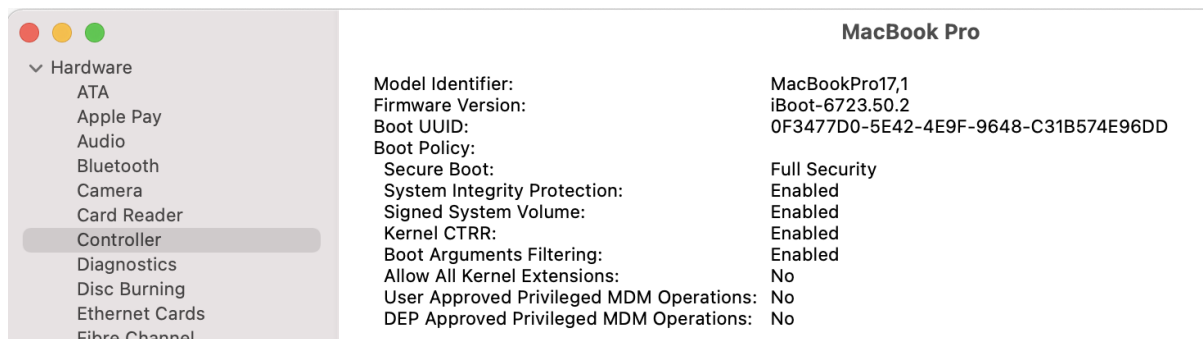 MacBook Pro
Hardware
ATA
Apple Pay
Audio
Bluetooth
Camera
Card Reader
Controller
Diagnostics
Disc Burning
Ethernet Cards
Fibre Channel
Model Identifier: MacBookPro17,1
Firmware Version: iBoot-6723.50.2
Boot UUID: 0F3477D0-5E42-4E9F-9648-C31B574E96DD
Boot Policy:
Secure Boot: Full Security
System Integrity Protection: Enabled
Signed System Volume: Enabled
Kernel CTRR: Enabled
Boot Arguments Filtering: Enabled
Allow All Kernel Extensions: No
User Approved Privileged MDM Operations: No
DEP Approved Privileged MDM Operations: No